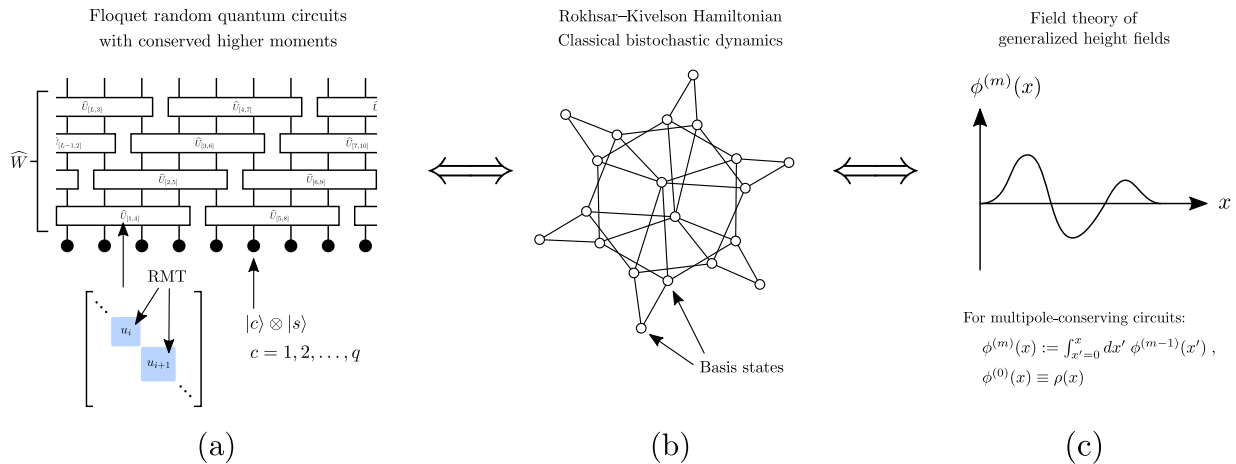 Floquet random quantum circuits
with conserved higher moments
Û[L,3]
Û[4,7]
Û[L-1,2]
Û[3,6]
Û[7,10]
Ŵ
Û[2,5]
Û[6,9]
Û[1,4]
Û[5,8]
RMT
u_i
u_{i+1}
|c⟩ ⊗ |s⟩
c = 1, 2, . . . , q
(a)
Rokhsar–Kivelson Hamiltonian
Classical bistochastic dynamics
Basis states
(b)
Field theory of
generalized height fields
ϕ^{(m)}(x)
x
For multipole-conserving circuits:
ϕ^{(m)}(x) := ∫_{x′=0}^{x} dx′ ϕ^{(m−1)}(x′) ,
ϕ^{(0)}(x) ≡ ρ(x)
(c)